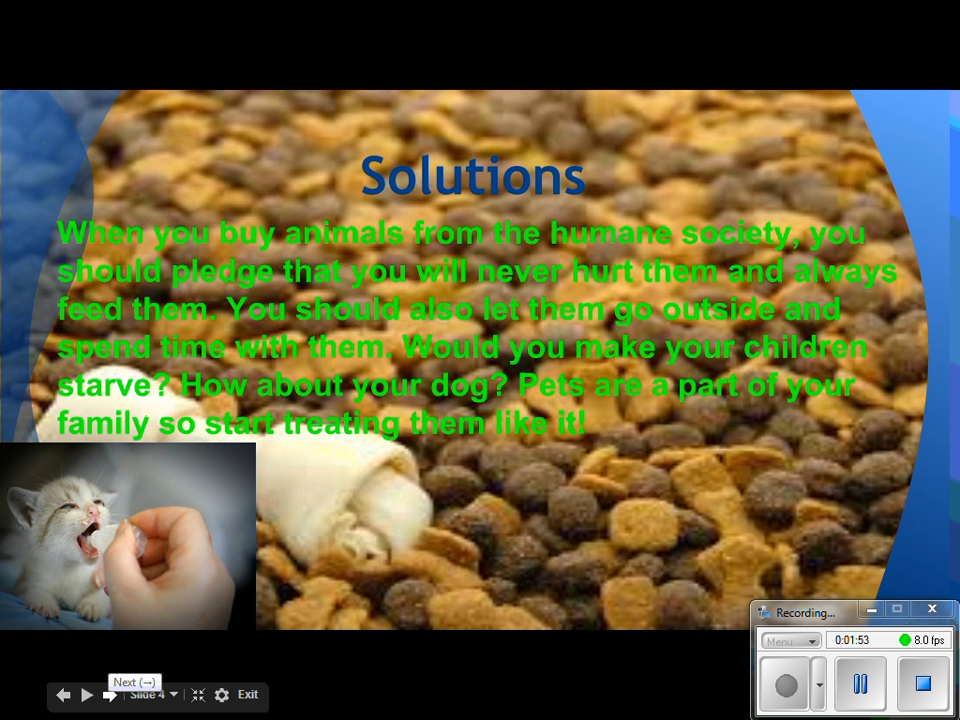 Solutions
When you buy animals from the humane society, you
should pledge that you will never hurt them and always
feed them. You should also let them go outside and
spend time with them. Would you make your children
starve? How about your dog? Pets are a part of your
family so start treating them like it!
Recording...
Menu 0:01:53 8.0 fps
Next (→)
Slide 4 Exit